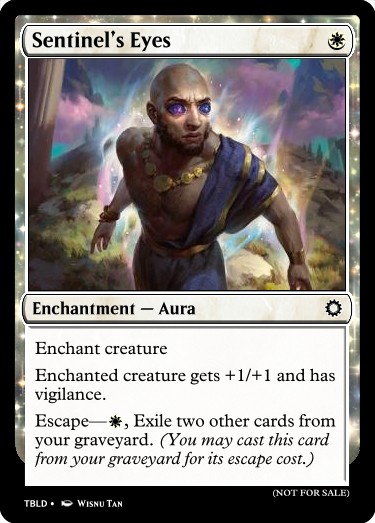 Sentinel's Eyes
Enchantment — Aura
Enchant creature
Enchanted creature gets +1/+1 and has
vigilance.
Escape—, Exile two other cards from
your graveyard. (You may cast this card
from your graveyard for its escape cost.)
(NOT FOR SALE)
TBLD • Wisnu Tan